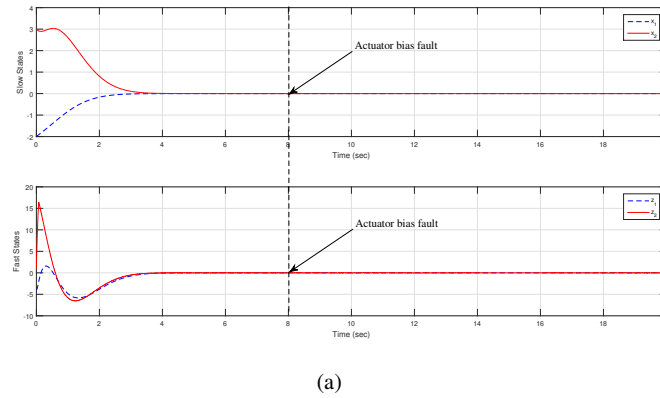 4
3
2
1
0
-1
-2
Slow States
x1
x2
Actuator bias fault
0 2 4 6 8 10 12 14 16 18
Time (sec)
20
15
10
5
0
-5
-10
Fast States
z1
z2
Actuator bias fault
0 2 4 6 8 10 12 14 16 18
Time (sec)
(a)